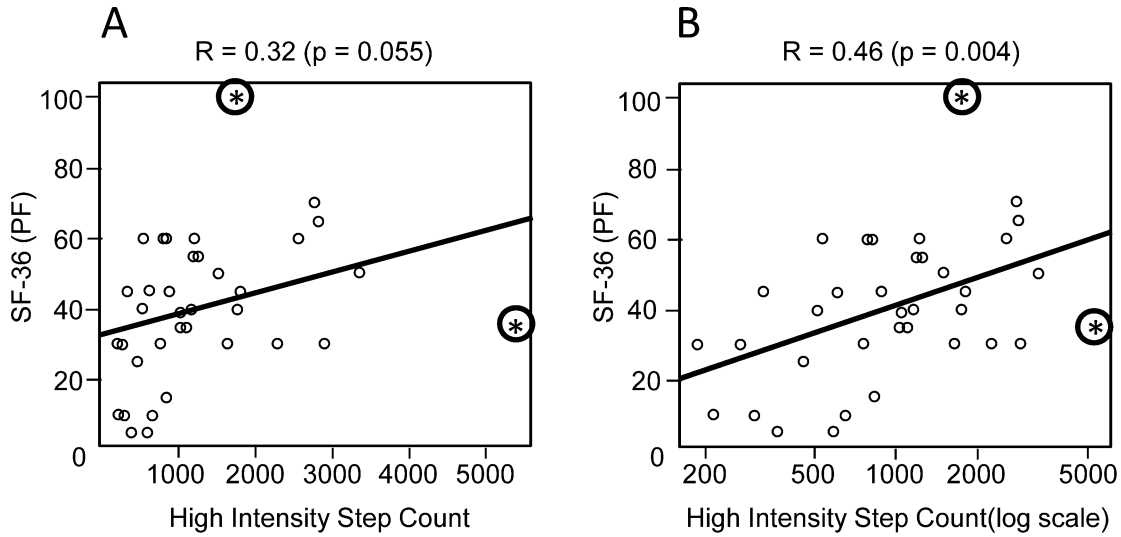 A
R = 0.32 (p = 0.055)
SF-36 (PF)
100
80
60
40
20
0
1000 2000 3000 4000 5000
High Intensity Step Count
B
R = 0.46 (p = 0.004)
SF-36 (PF)
100
80
60
40
20
0
200 500 1000 2000 5000
High Intensity Step Count(log scale)